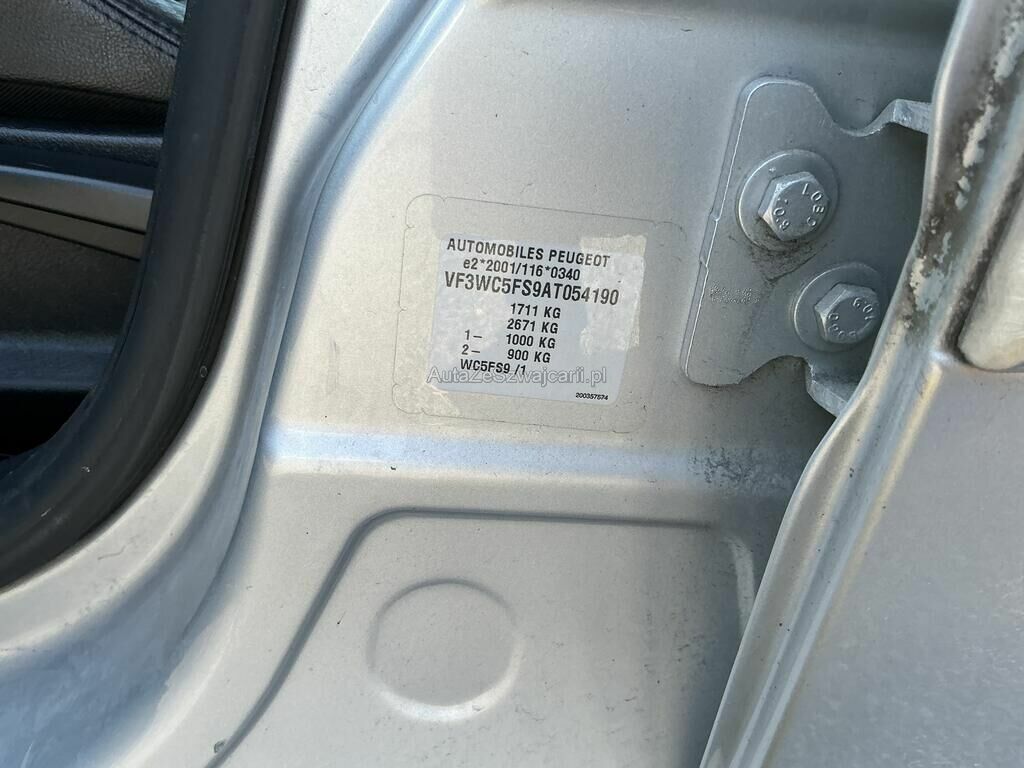 AUTOMOBILES PEUGEOT
e2*2001/116*0340
VF3WC5FS9AT054190
1711 KG
2671 KG
1- 1000 KG
2- 900 KG
WC5FS9 /1
AutaZeSzwajcarii.pl
200357574